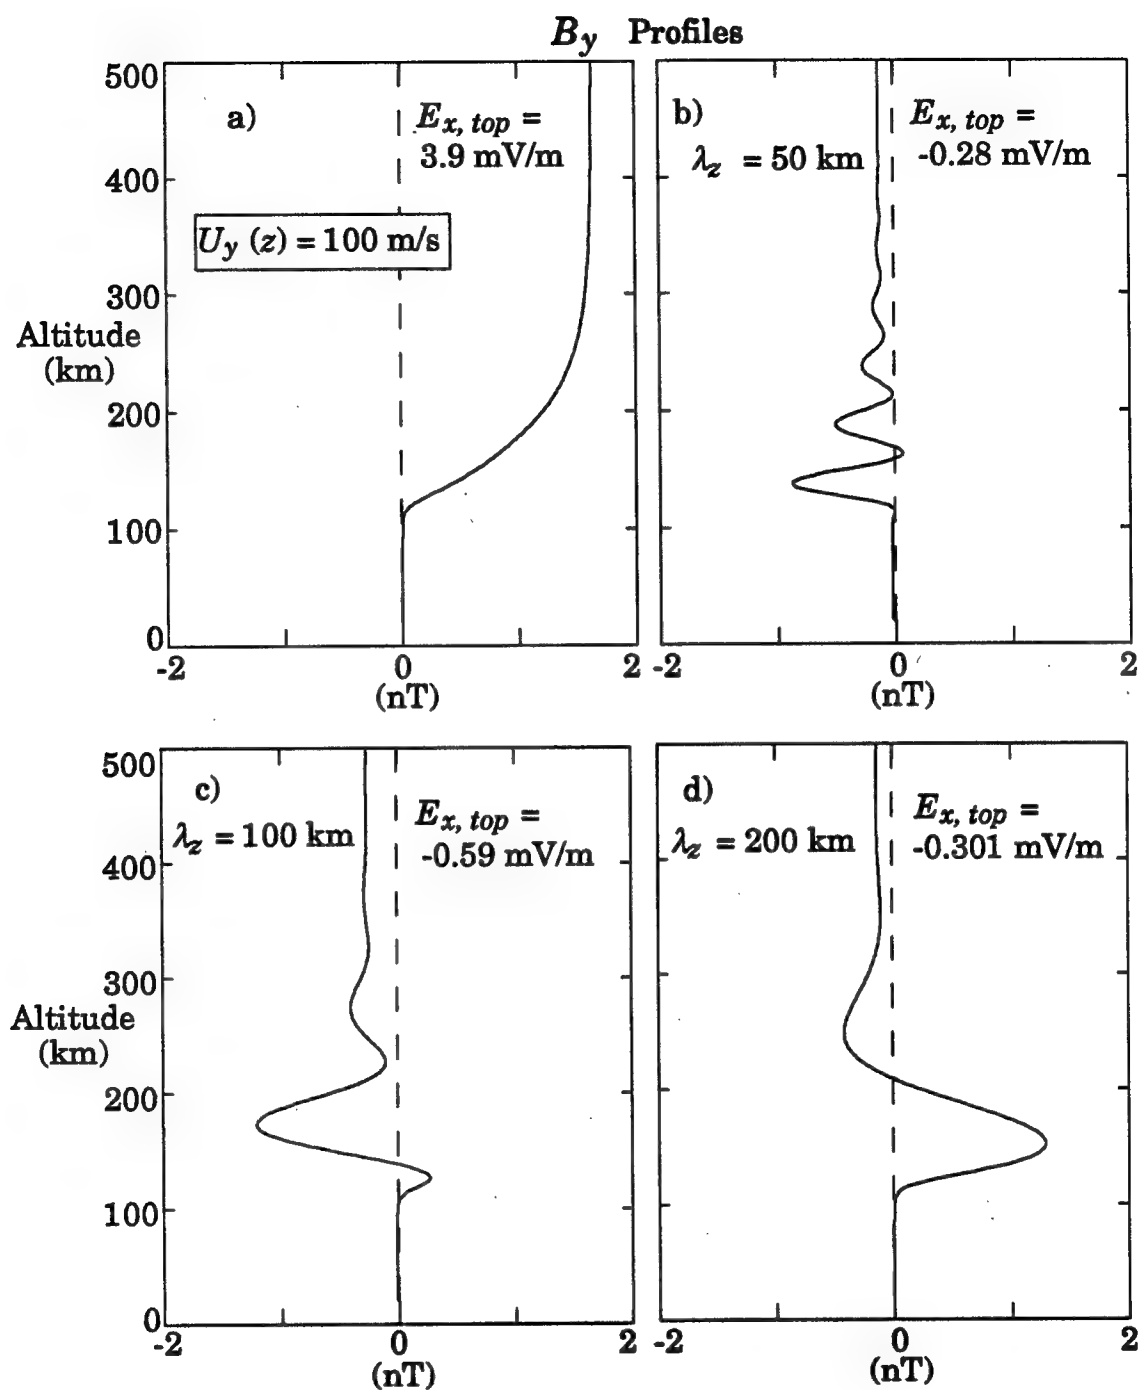 B_y Profiles
a)
E_x, top =
3.9 mV/m
U_y (z) = 100 m/s
500
400
300
Altitude
(km)
200
100
0
-2
0
2
(nT)
b)
E_x, top =
-0.28 mV/m
λ_z = 50 km
-2
0
2
(nT)
c)
E_x, top =
-0.59 mV/m
λ_z = 100 km
500
400
300
Altitude
(km)
200
100
0
-2
0
2
(nT)
d)
E_x, top =
-0.301 mV/m
λ_z = 200 km
-2
0
2
(nT)